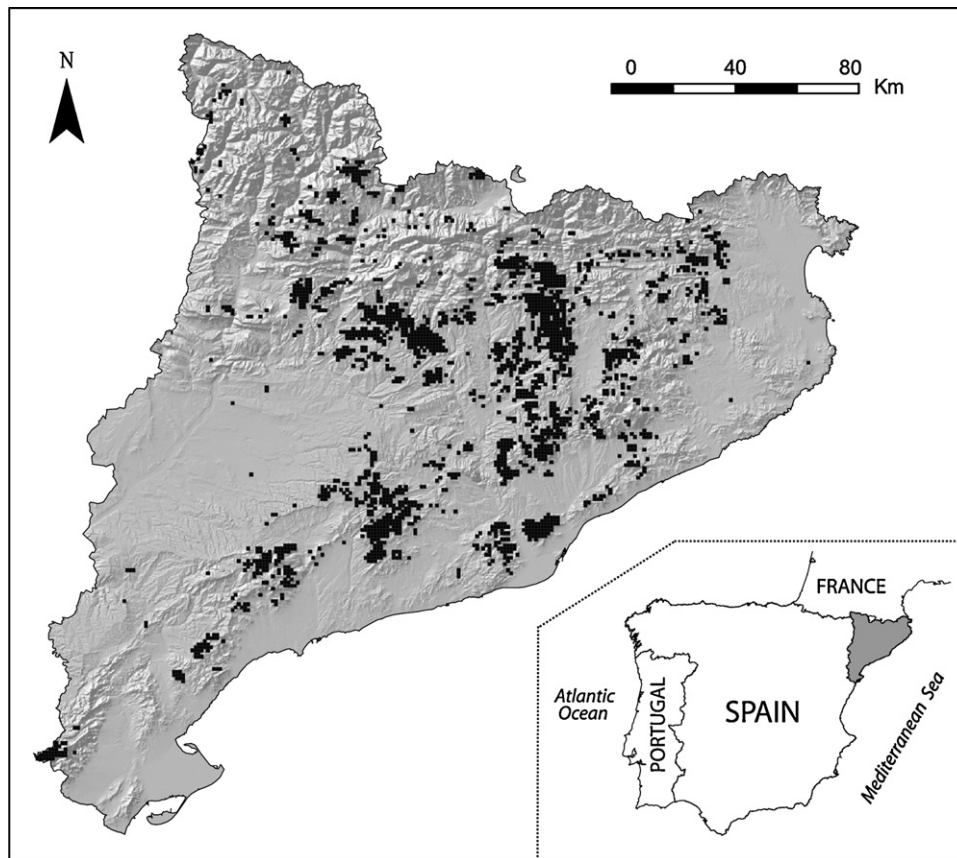 N
0 40 80
Km
FRANCE
Atlantic
Ocean
PORTUGAL
SPAIN
Mediterranean Sea